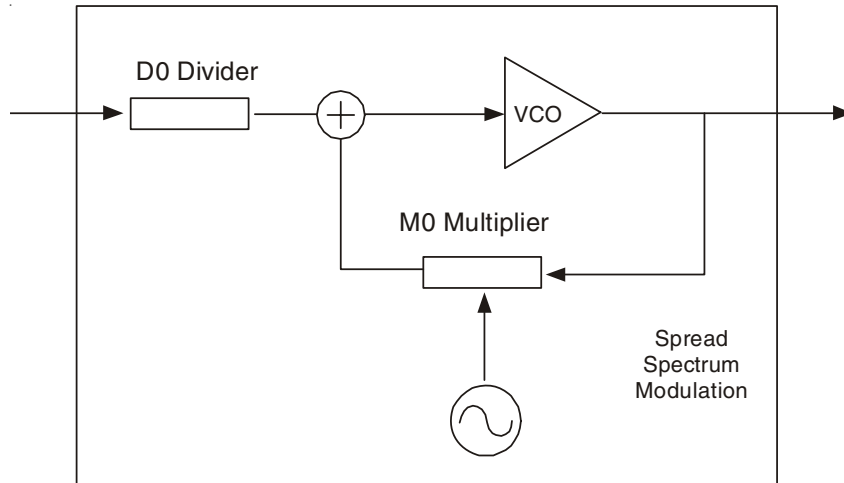 D0 Divider
VCO
M0 Multiplier
Spread
Spectrum
Modulation